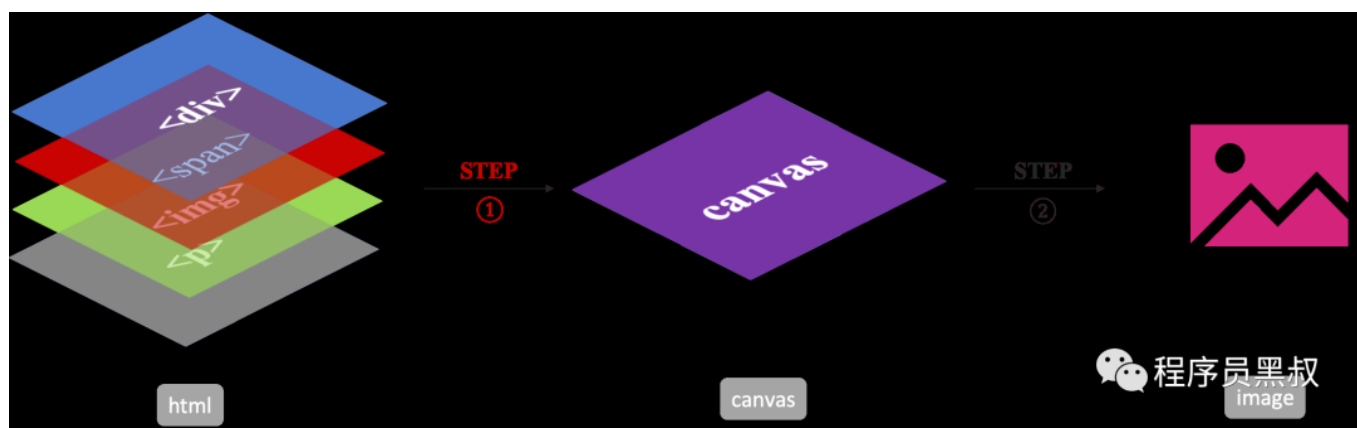 <div>
<span>
<img>
<p>
html
STEP
①
canvas
canvas
STEP
②
程序员黑叔
image